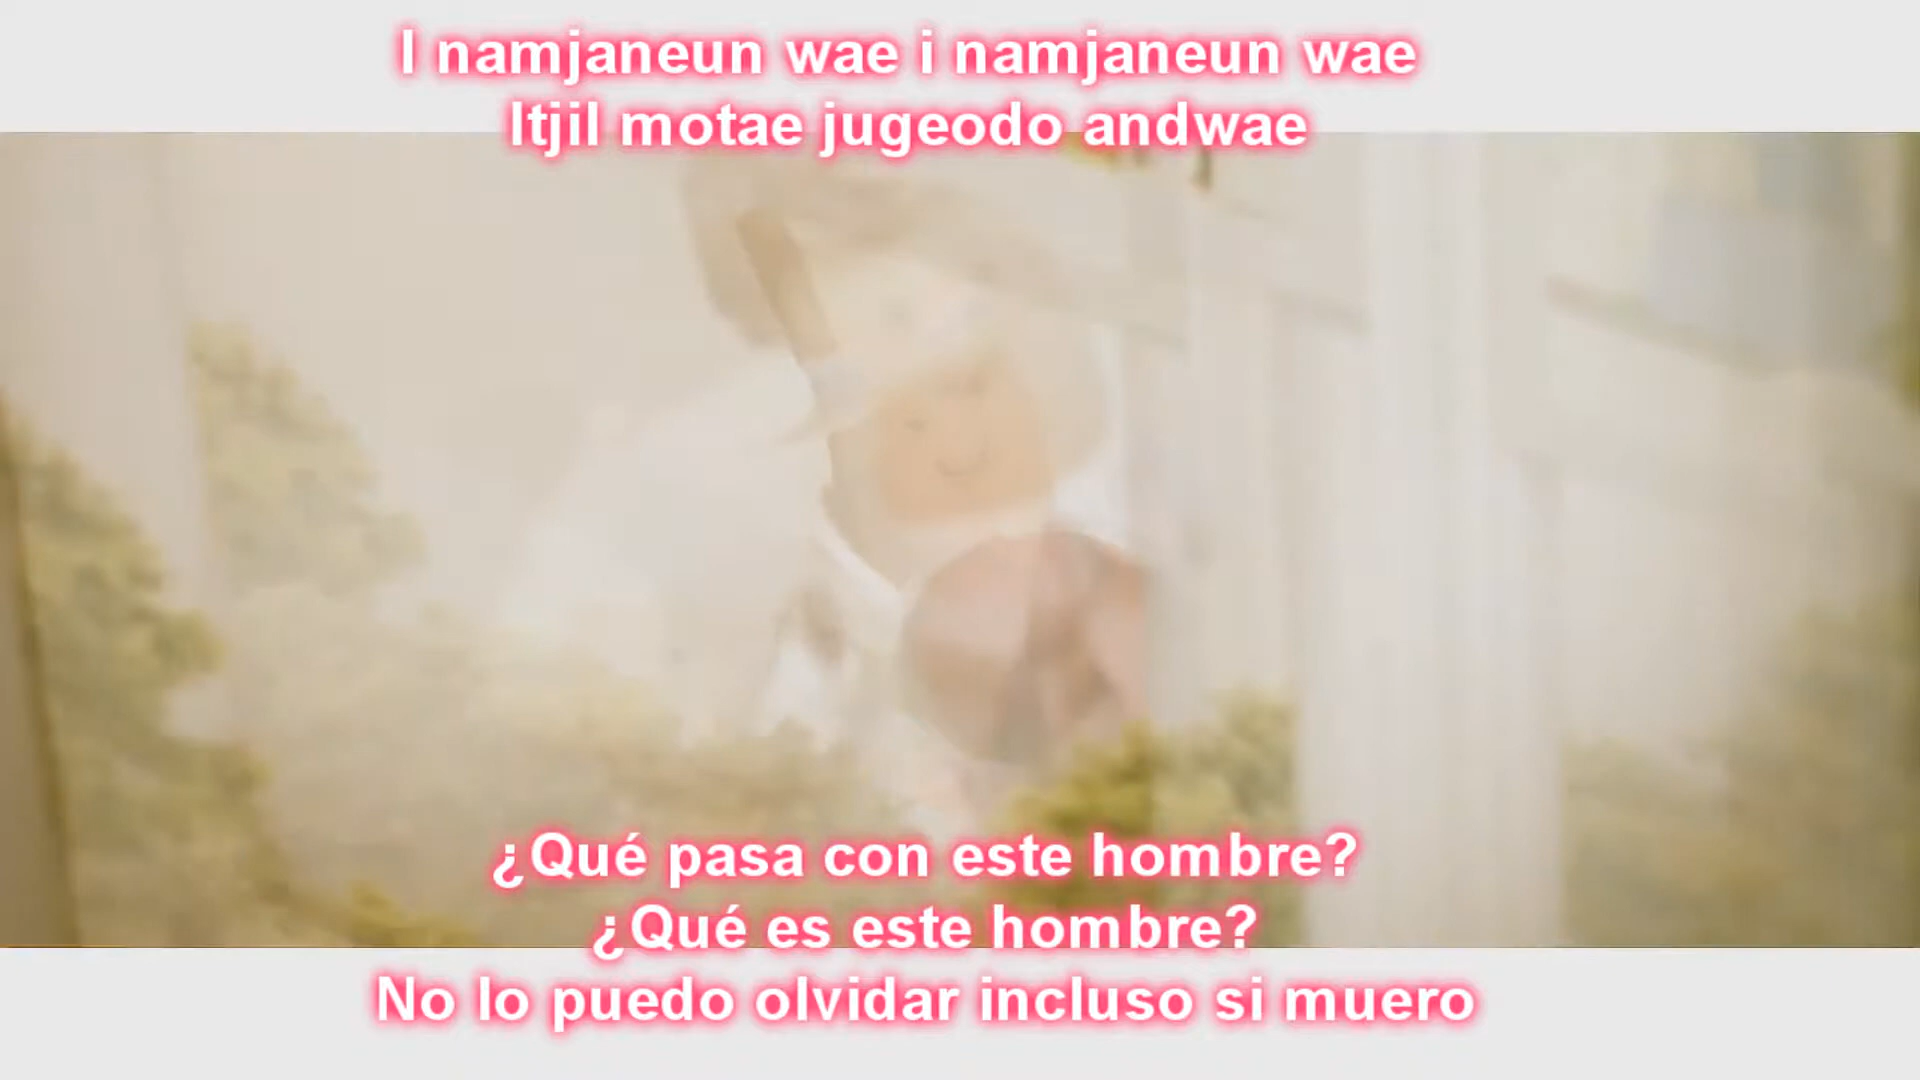 I namjaneun wae i namjaneun wae
Itjil motae jugeodo andwae
¿Qué pasa con este hombre?
¿Qué es este hombre?
No lo puedo olvidar incluso si muero